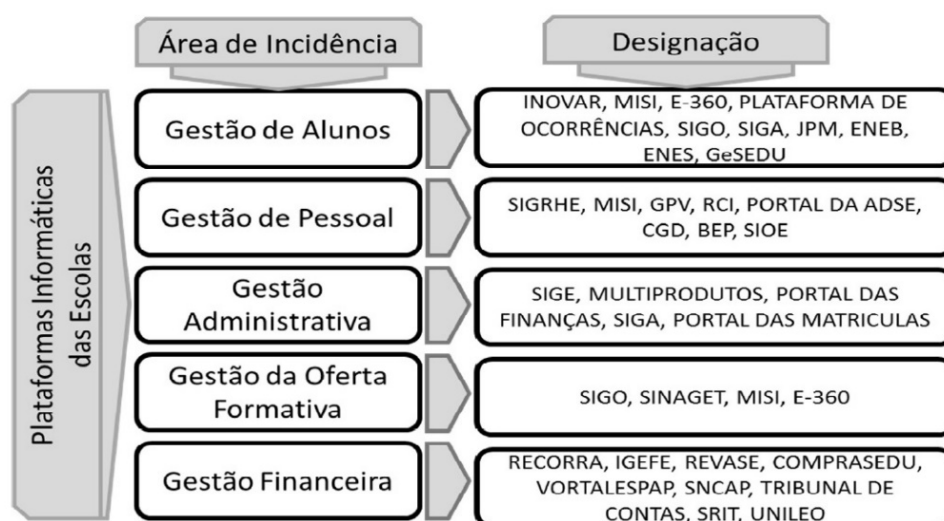 Área de Incidência
Designação
Plataformas Informáticas
das Escolas
Gestão de Alunos
INOVAR, MISI, E-360, PLATAFORMA DE
OCORRÊNCIAS, SIGO, SIGA, JPM, ENEB,
ENES, GeSEDU
Gestão de Pessoal
SIGRHE, MISI, GPV, RCI, PORTAL DA ADSE,
CGD, BEP, SIOE
Gestão
Administrativa
SIGE, MULTIPRODUTOS, PORTAL DAS
FINANÇAS, SIGA, PORTAL DAS MATRICULAS
Gestão da Oferta
Formativa
SIGO, SINAGET, MISI, E-360
Gestão Financeira
RECORRA, IGEFE, REVASE, COMPRASEDU,
VORTALESPAP, SNCAP, TRIBUNAL DE
CONTAS, SRIT, UNILEO